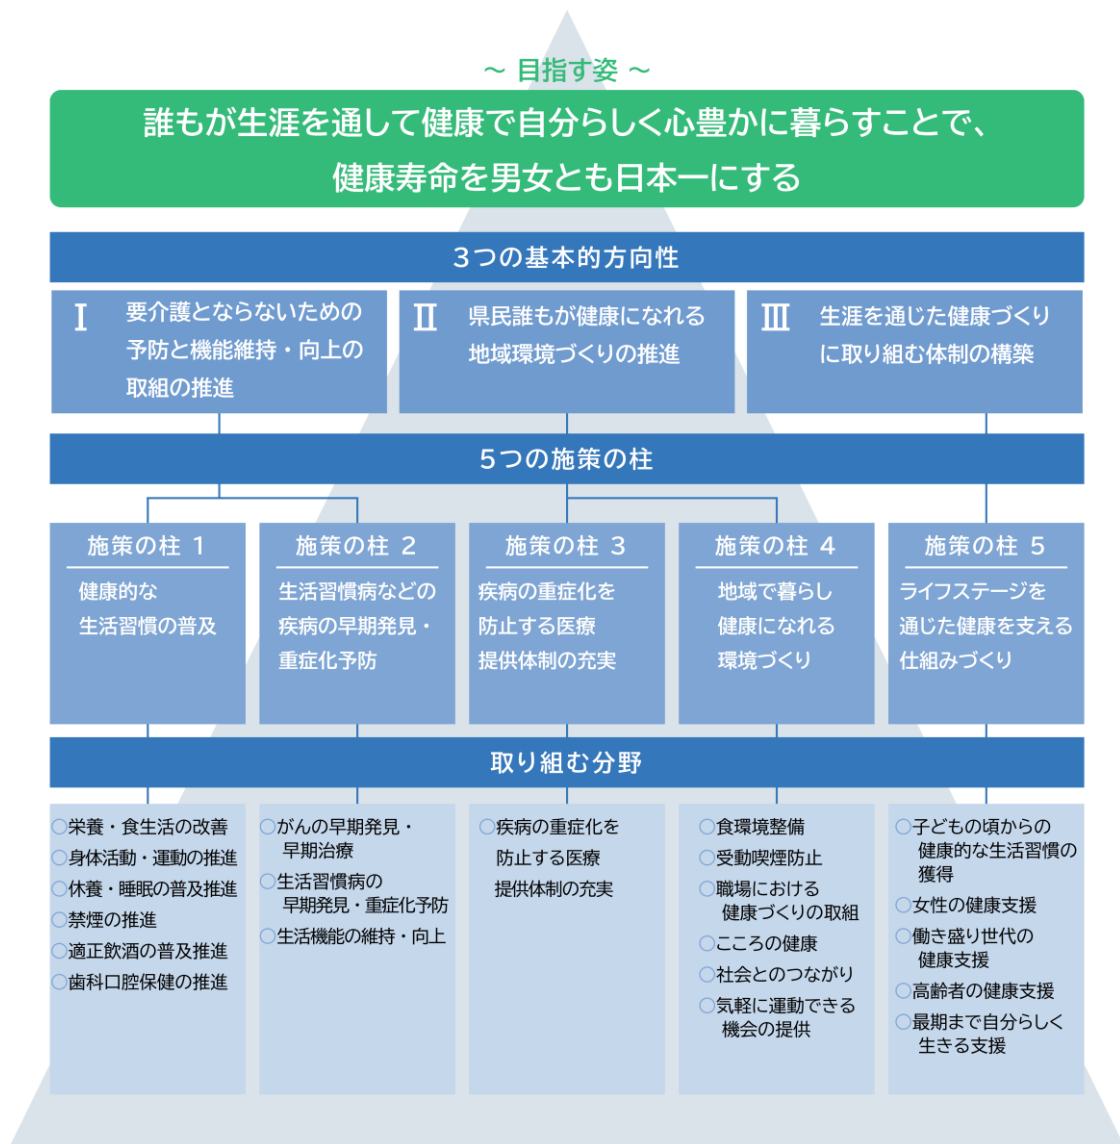 ～ 目指す姿 ～
誰もが生涯を通して健康で自分らしく心豊かに暮らすことで、
健康寿命を男女とも日本一にする
3つの基本的方向性
Ⅰ
要介護とならないための
予防と機能維持・向上の
取組の推進
Ⅱ
県民誰もが健康になれる
地域環境づくりの推進
Ⅲ
生涯を通じた健康づくり
に取り組む体制の構築
5つの施策の柱
施策の柱 1
健康的な
生活習慣の普及
施策の柱 2
生活習慣病などの
疾病の早期発見・
重症化予防
施策の柱 3
疾病の重症化を
防止する医療
提供体制の充実
施策の柱 4
地域で暮らし
健康になれる
環境づくり
施策の柱 5
ライフステージを
通じた健康を支える
仕組みづくり
取り組む分野
○栄養・食生活の改善
○身体活動・運動の推進
○休養・睡眠の普及推進
○禁煙の推進
○適正飲酒の普及推進
○歯科口腔保健の推進
○がんの早期発見・
早期治療
○生活習慣病の
早期発見・重症化予防
○生活機能の維持・向上
○疾病の重症化を
防止する医療
提供体制の充実
○食環境整備
○受動喫煙防止
○職場における
健康づくりの取組
○こころの健康
○社会とのつながり
○気軽に運動できる
機会の提供
○子どもの頃からの
健康的な生活習慣の
獲得
○女性の健康支援
○働き盛り世代の
健康支援
○高齢者の健康支援
○最期まで自分らしく
生きる支援